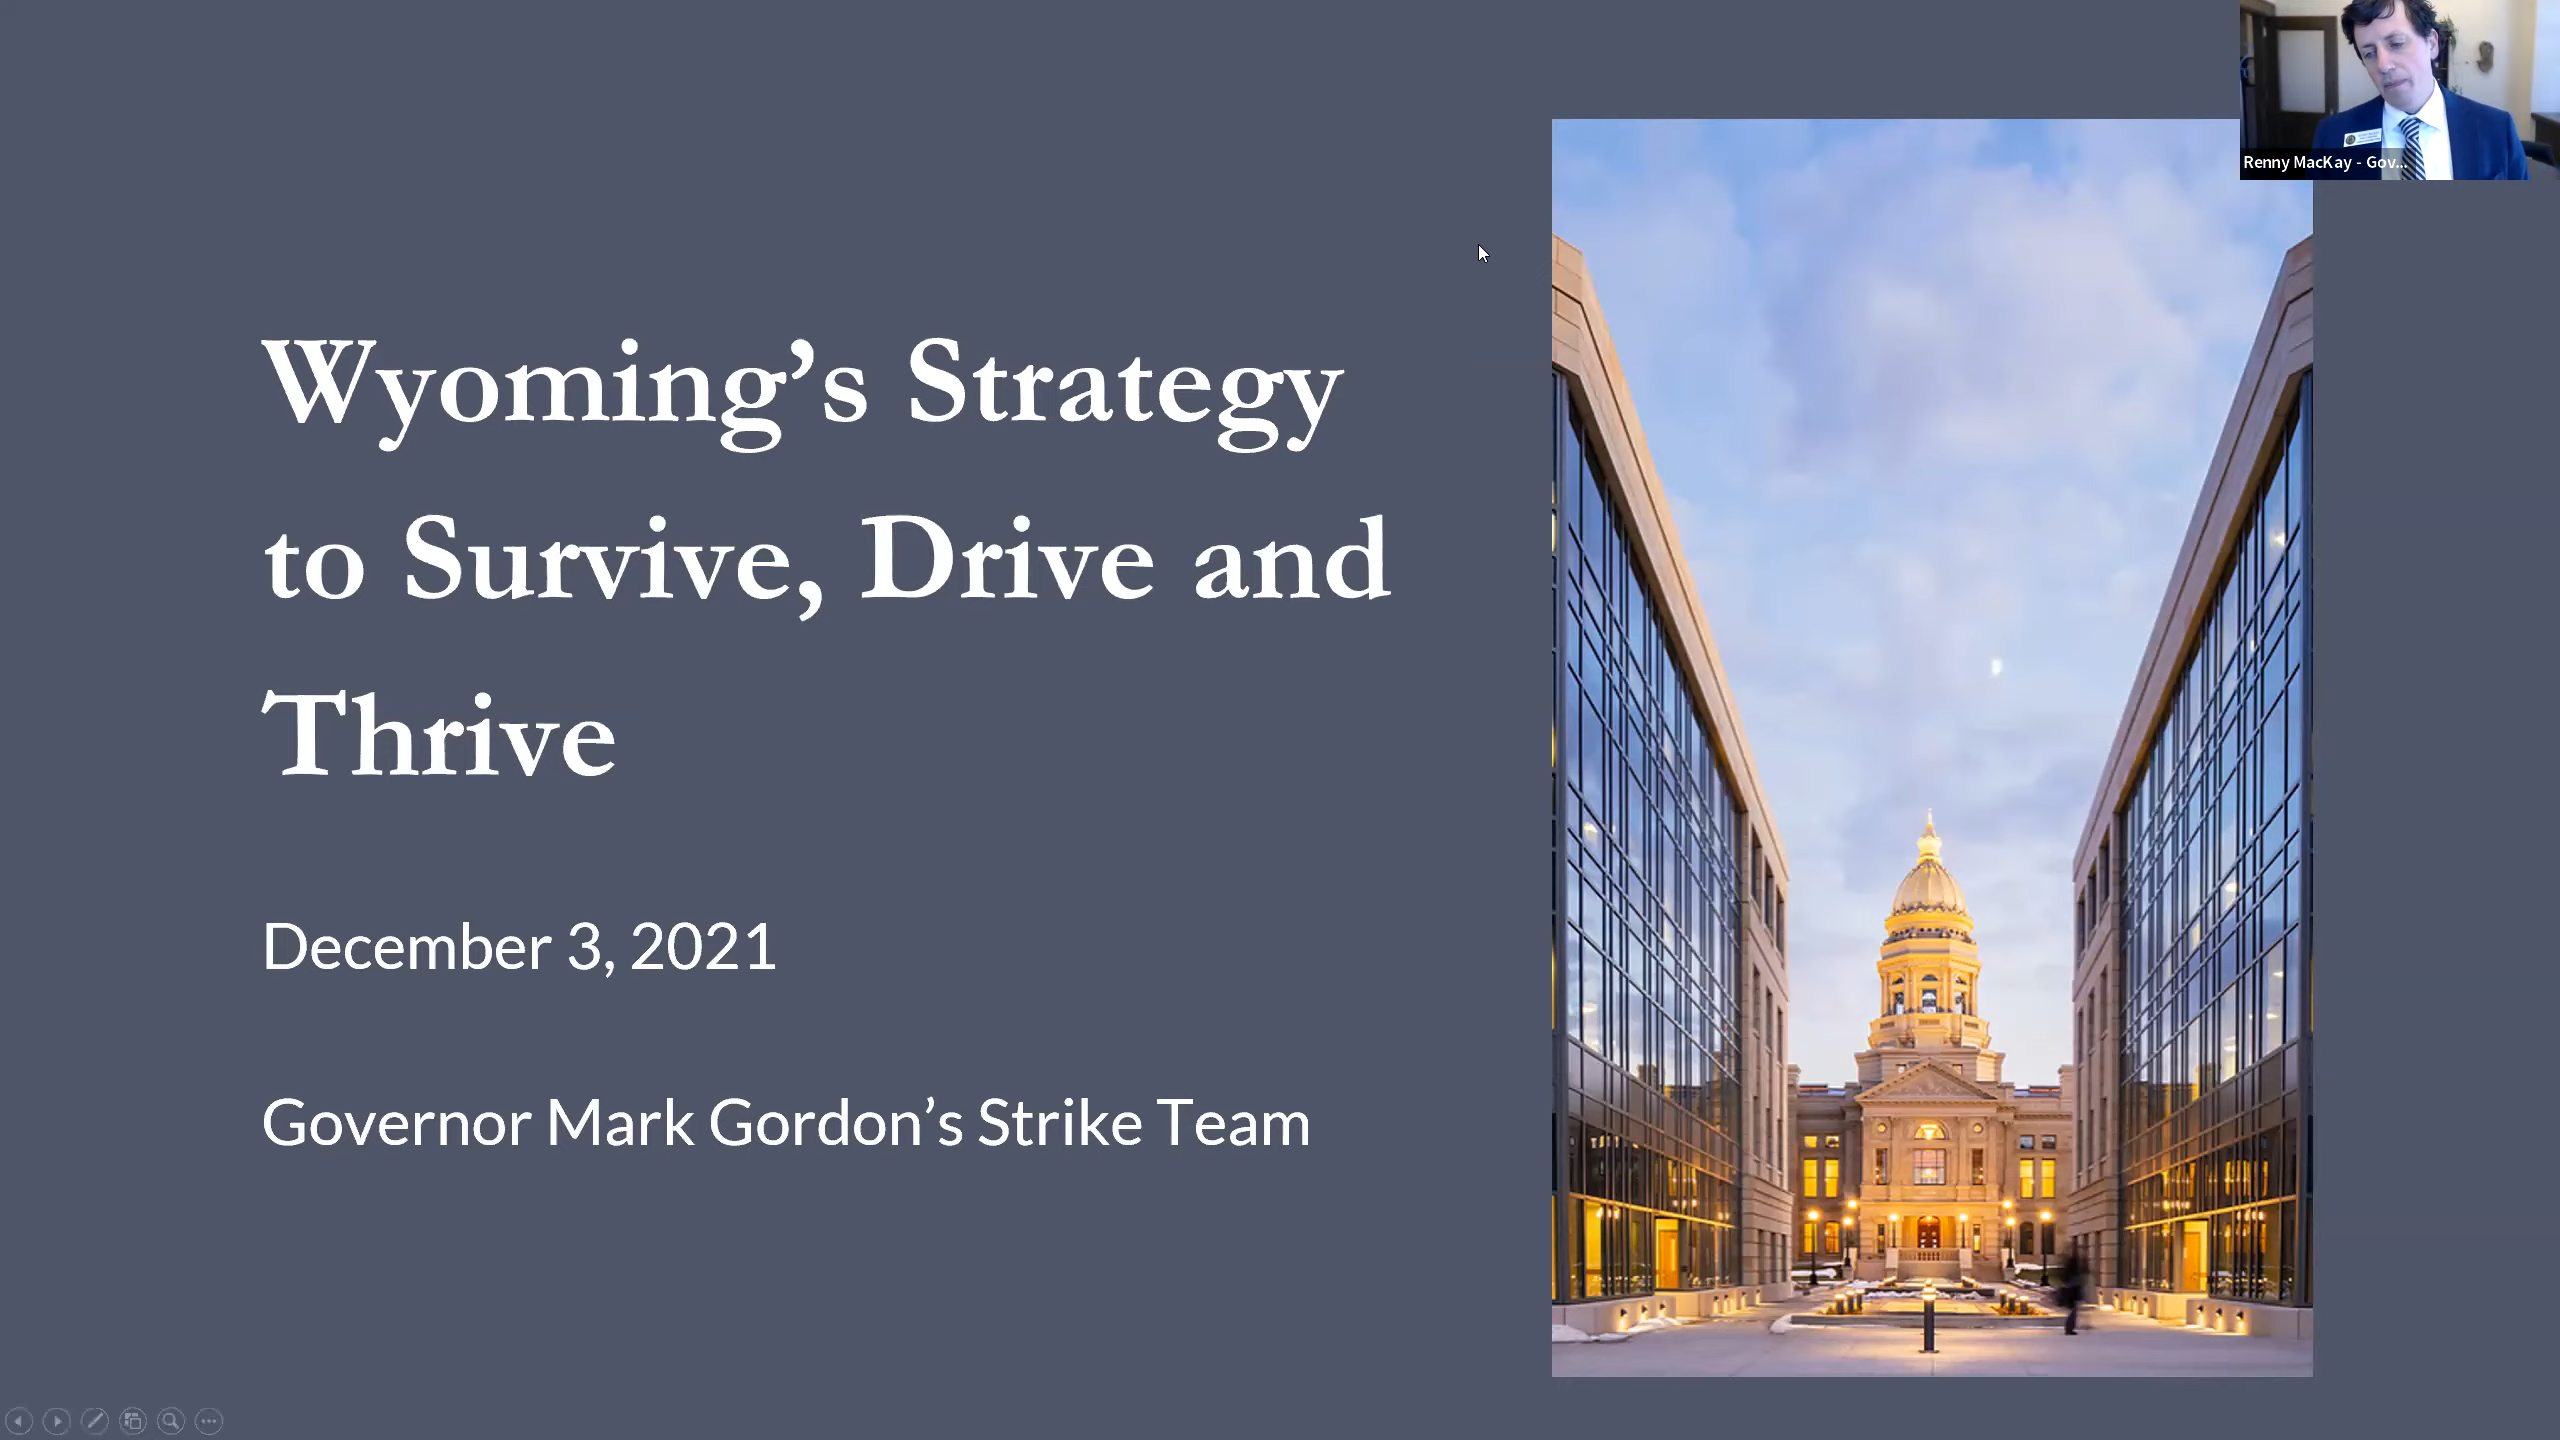 Renny MacKay - Gov...
Wyoming’s Strategy
to Survive, Drive and
Thrive
December 3, 2021
Governor Mark Gordon’s Strike Team